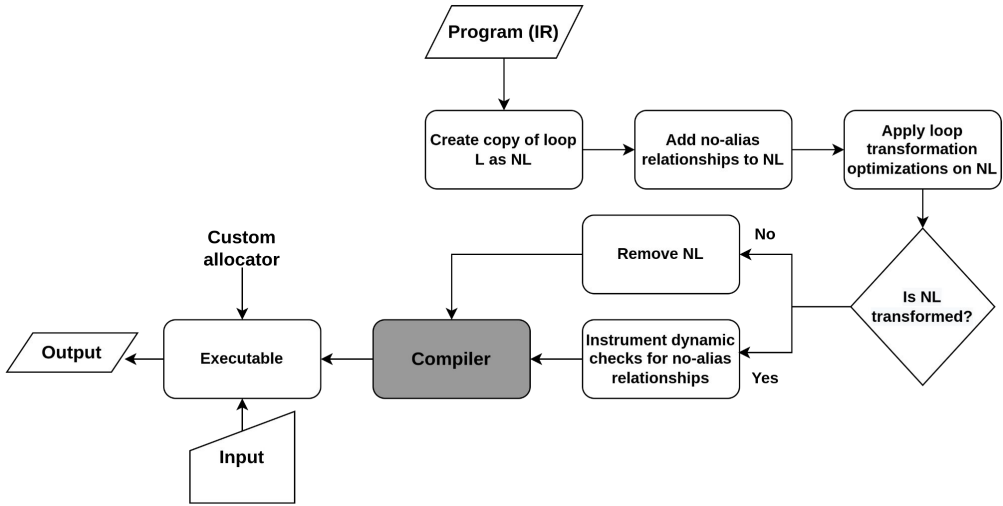 Program (IR)
Create copy of loop
L as NL
Add no-alias
relationships to NL
Apply loop
transformation
optimizations on NL
Is NL
transformed?
No
Remove NL
Yes
Instrument dynamic
checks for no-alias
relationships
Compiler
Custom
allocator
Executable
Input
Output